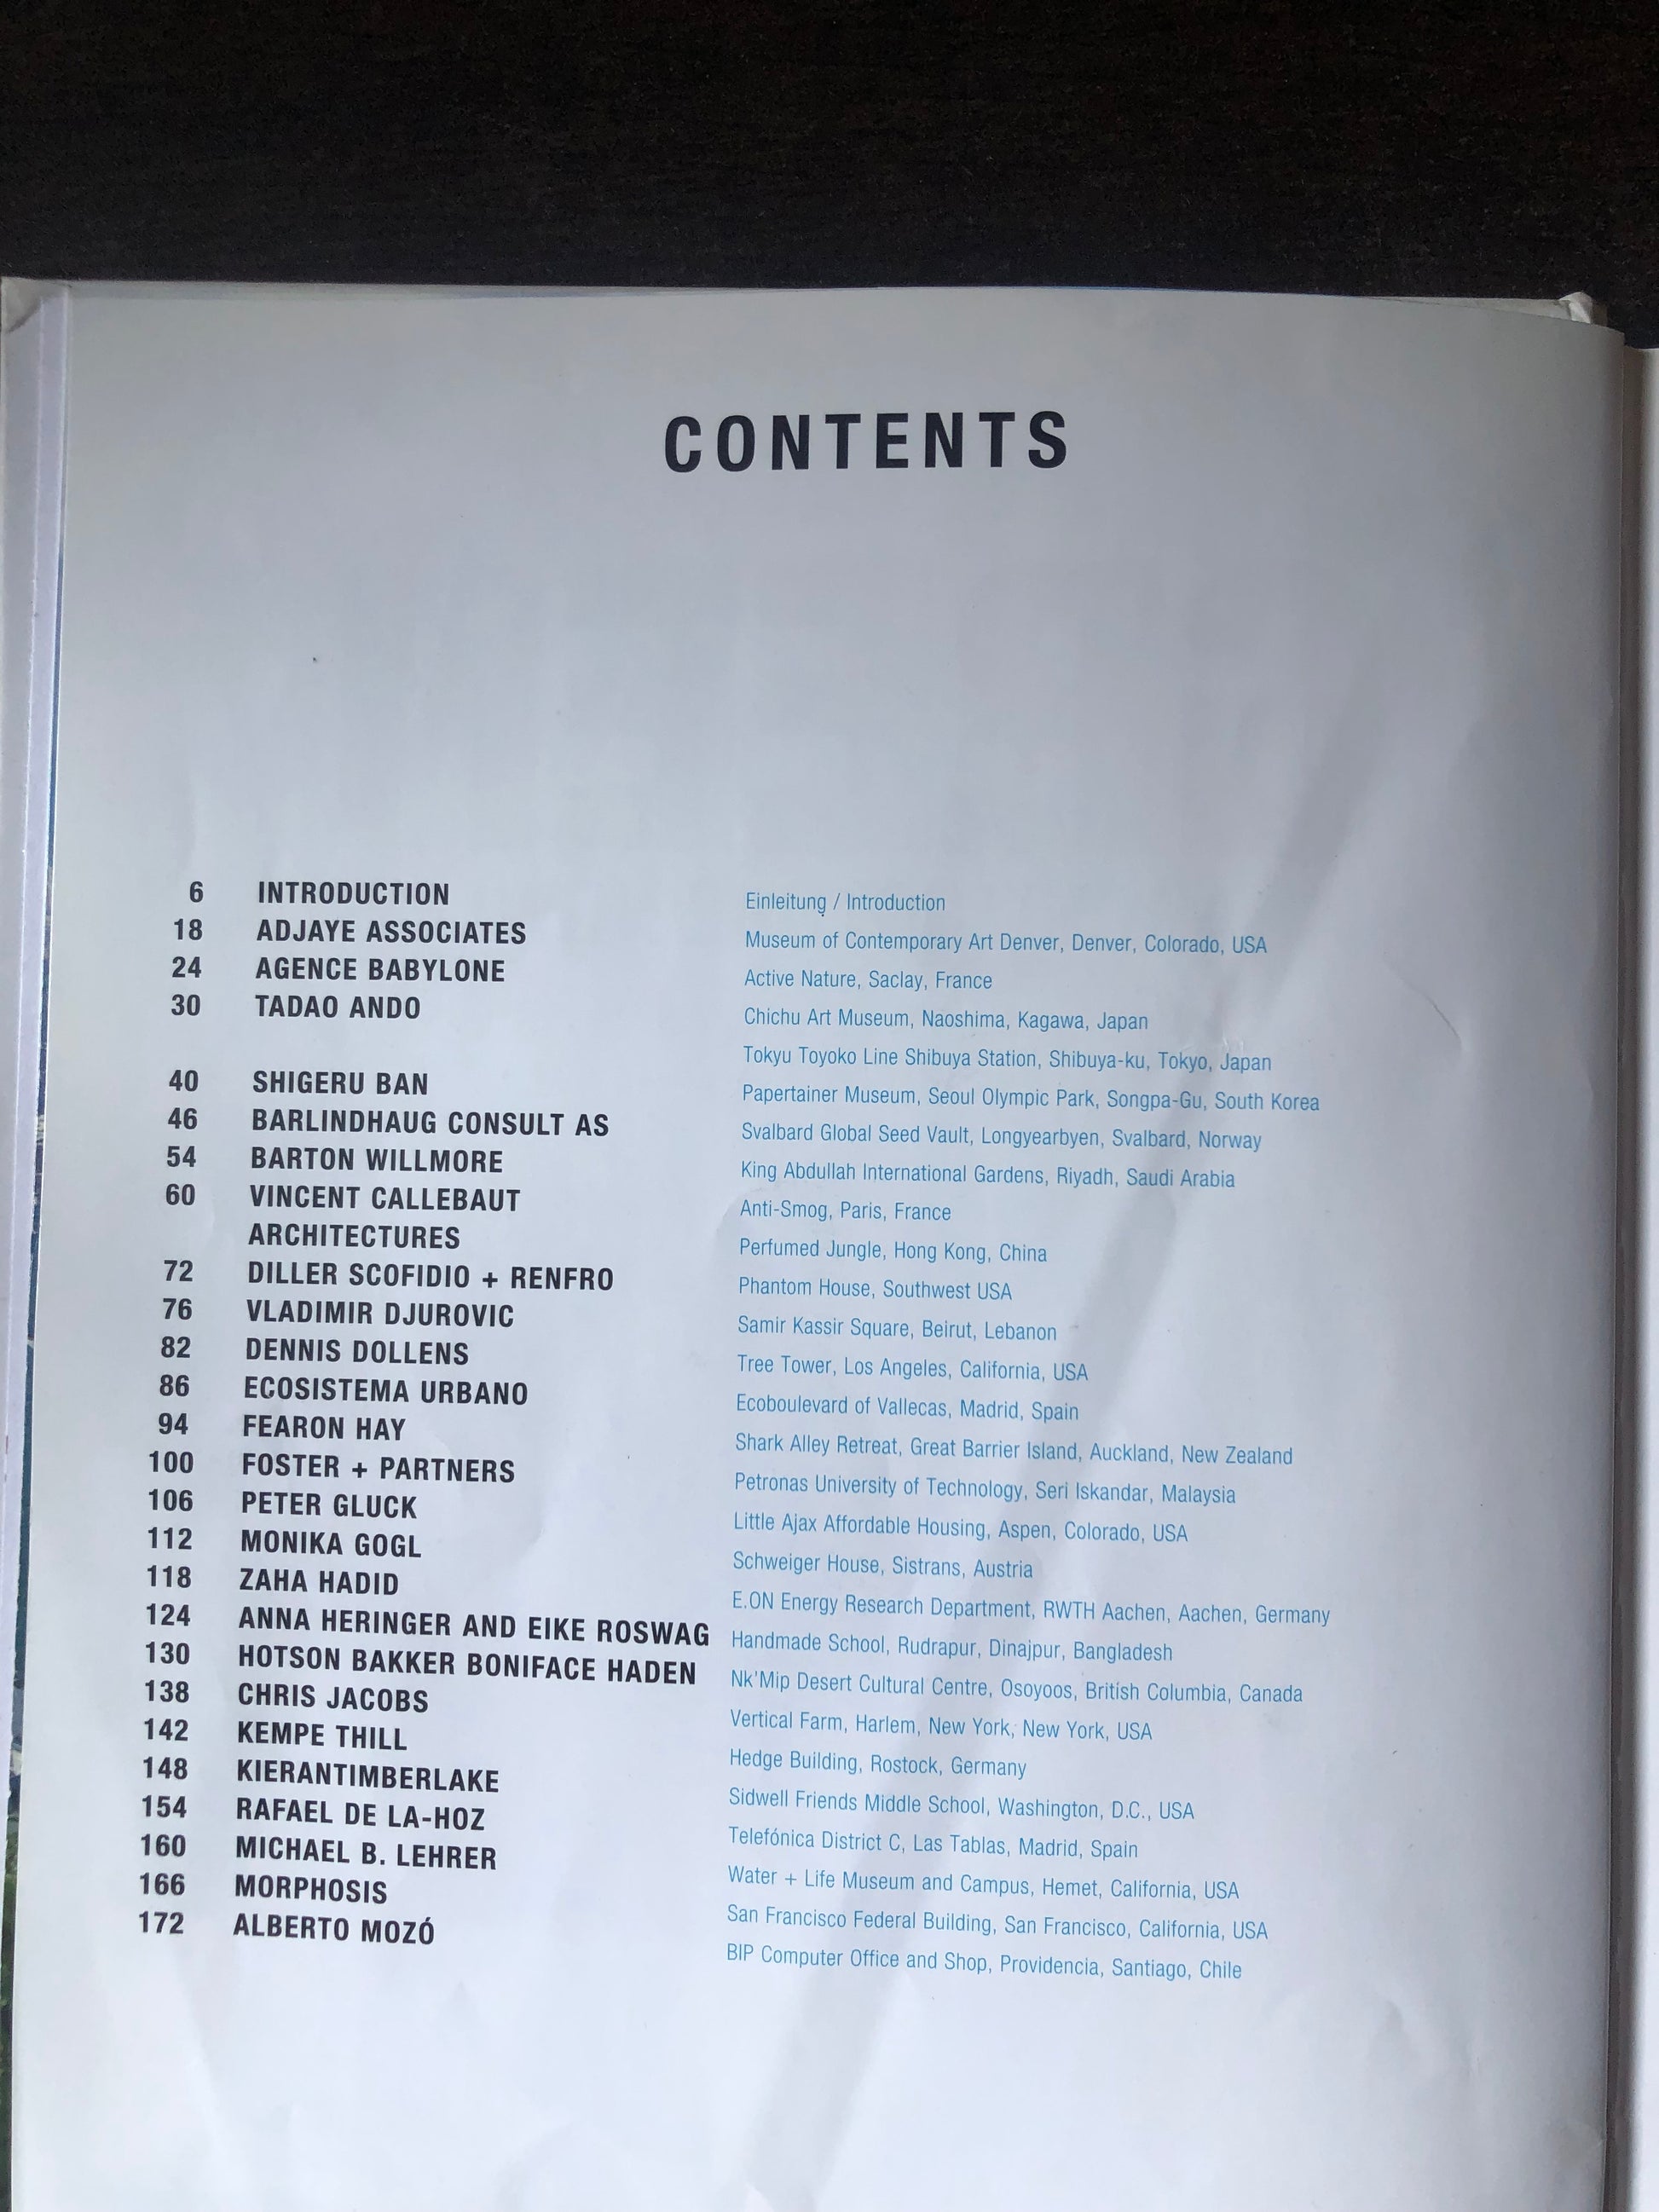 CONTENTS
6 INTRODUCTION Einleitung / Introduction
18 ADJAYE ASSOCIATES Museum of Contemporary Art Denver, Denver, Colorado, USA
24 AGENCE BABYLONE Active Nature, Saclay, France
30 TADAO ANDO Chichu Art Museum, Naoshima, Kagawa, Japan
Tokyu Toyoko Line Shibuya Station, Shibuya-ku, Tokyo, Japan
40 SHIGERU BAN Papertainer Museum, Seoul Olympic Park, Songpa-Gu, South Korea
46 BARLINDHAUG CONSULT AS Svalbard Global Seed Vault, Longyearbyen, Svalbard, Norway
54 BARTON WILLMORE King Abdullah International Gardens, Riyadh, Saudi Arabia
60 VINCENT CALLEBAUT Anti-Smog, Paris, France
ARCHITECTURES Perfumed Jungle, Hong Kong, China
72 DILLER SCOFIDIO + RENFRO Phantom House, Southwest USA
76 VLADIMIR DJUROVIC Samir Kassir Square, Beirut, Lebanon
82 DENNIS DOLLENS Tree Tower, Los Angeles, California, USA
86 ECOSISTEMA URBANO Ecoboulevard of Vallecas, Madrid, Spain
94 FEARON HAY Shark Alley Retreat, Great Barrier Island, Auckland, New Zealand
100 FOSTER + PARTNERS Petronas University of Technology, Seri Iskandar, Malaysia
106 PETER GLUCK Little Ajax Affordable Housing, Aspen, Colorado, USA
112 MONIKA GOGL Schweiger House, Sistrans, Austria
118 ZAHA HADID E.ON Energy Research Department, RWTH Aachen, Aachen, Germany
124 ANNA HERINGER AND EIKE ROSWAG Handmade School, Rudrapur, Dinajpur, Bangladesh
130 HOTSON BAKKER BONIFACE HADEN Nk'Mip Desert Cultural Centre, Osoyoos, British Columbia, Canada
138 CHRIS JACOBS Vertical Farm, Harlem, New York, New York, USA
142 KEMPE THILL Hedge Building, Rostock, Germany
148 KIERANTIMBERLAKE Sidwell Friends Middle School, Washington, D.C., USA
154 RAFAEL DE LA-HOZ Telefónica District C, Las Tablas, Madrid, Spain
160 MICHAEL B. LEHRER Water + Life Museum and Campus, Hemet, California, USA
166 MORPHOSIS San Francisco Federal Building, San Francisco, California, USA
172 ALBERTO MOZÓ BIP Computer Office and Shop, Providencia, Santiago, Chile